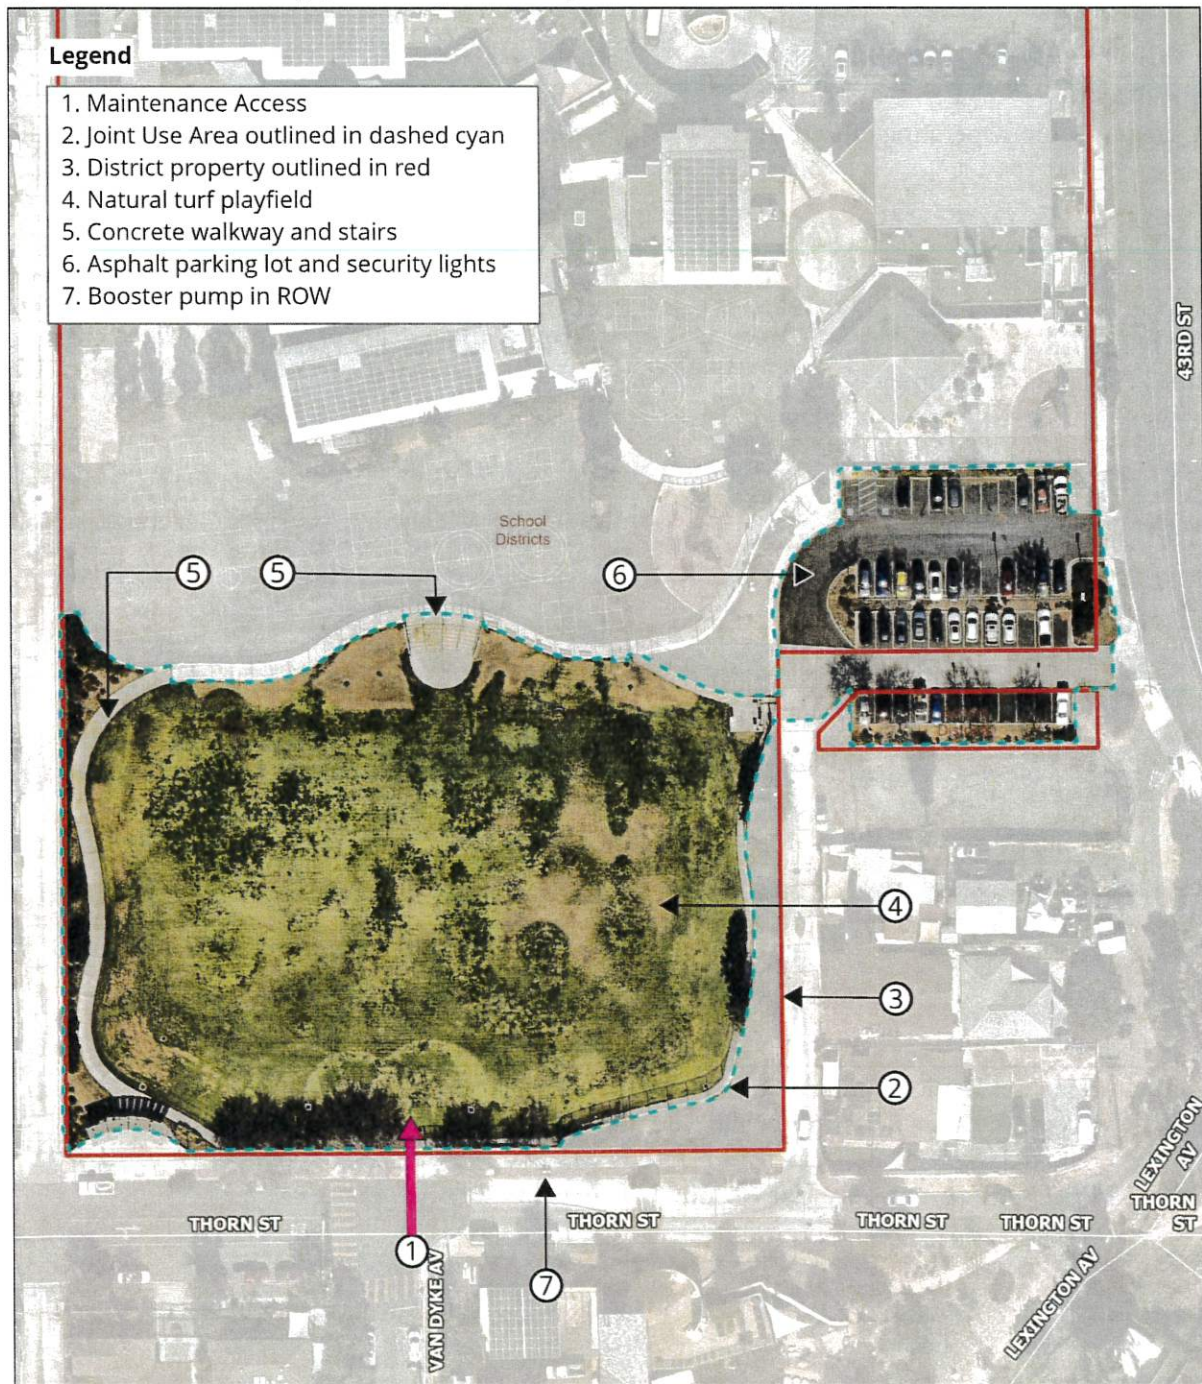 Legend
1. Maintenance Access
2. Joint Use Area outlined in dashed cyan
3. District property outlined in red
4. Natural turf playfield
5. Concrete walkway and stairs
6. Asphalt parking lot and security lights
7. Booster pump in ROW
43RD ST
School
Districts
5
5
6
4
3
2
LEXINGTON
AV
THORN ST
THORN ST
THORN ST
THORN ST
THORN
ST
1
7
VAN DYKE AV
LEXINGTON AV